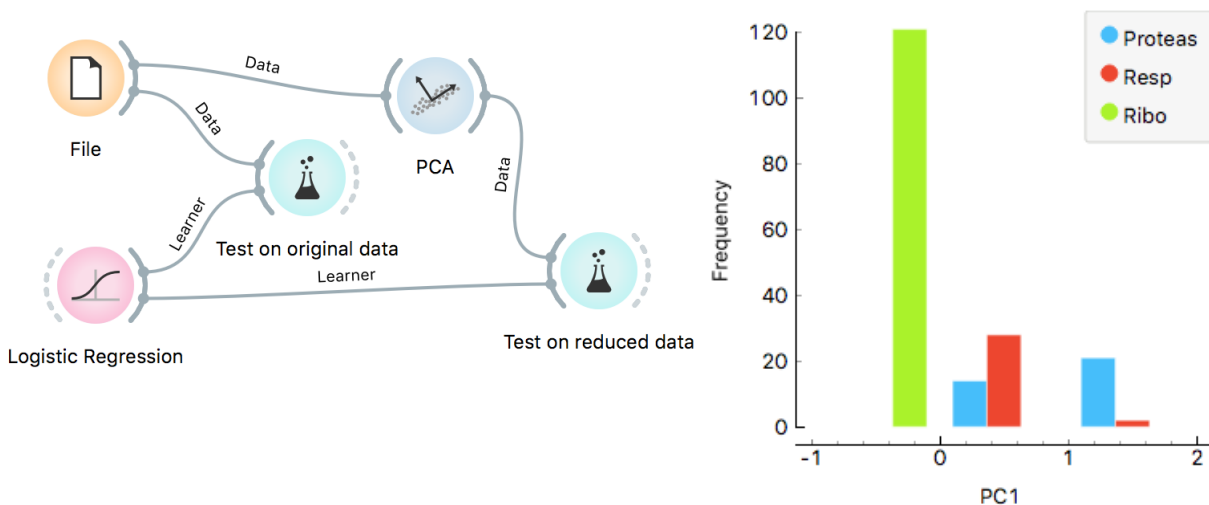 Data
File
Data
PCA
Data
Learner
Test on original data
Learner
Logistic Regression
Test on reduced data
Proteas
Resp
Ribo
Frequency
120
100
80
60
40
20
0
-1
0
1
2
PC1